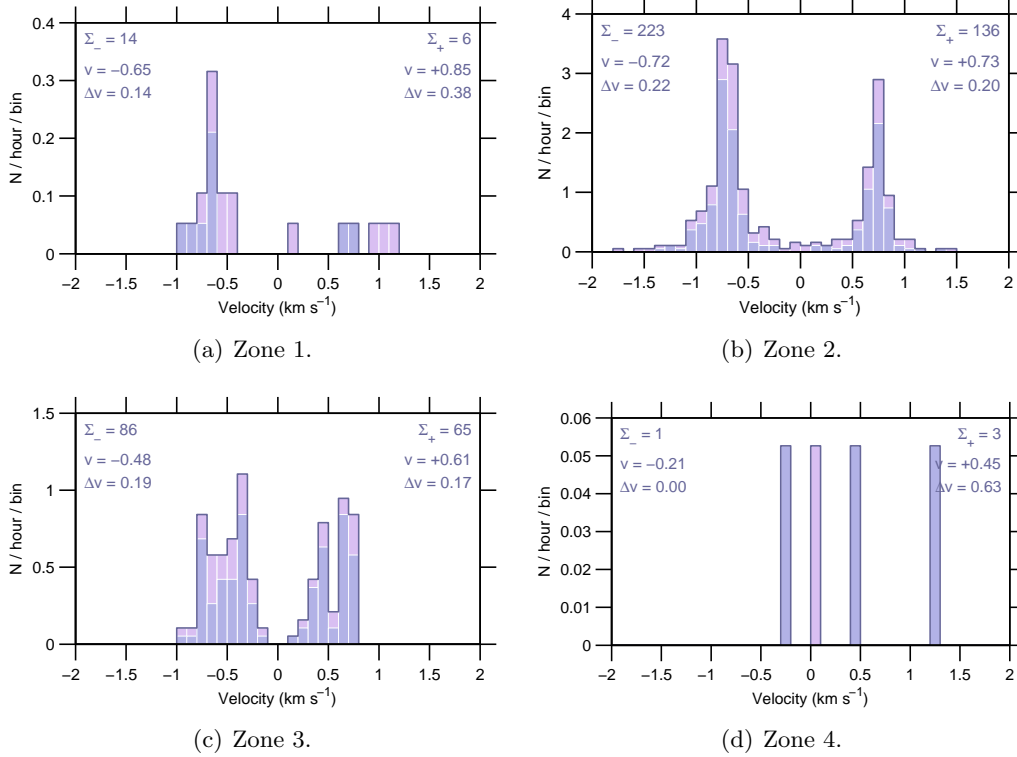 0.4
0.3
0.2
0.1
0
N / hour / bin
Σ₋ = 14
v = −0.65
Δv = 0.14
Σ₊ = 6
v = +0.85
Δv = 0.38
−2 −1.5 −1 −0.5 0 0.5 1 1.5 2
Velocity (km s⁻¹)
(a) Zone 1.
4
3
2
1
0
N / hour / bin
Σ₋ = 223
v = −0.72
Δv = 0.22
Σ₊ = 136
v = +0.73
Δv = 0.20
−2 −1.5 −1 −0.5 0 0.5 1 1.5 2
Velocity (km s⁻¹)
(b) Zone 2.
1.5
1
0.5
0
N / hour / bin
Σ₋ = 86
v = −0.48
Δv = 0.19
Σ₊ = 65
v = +0.61
Δv = 0.17
−2 −1.5 −1 −0.5 0 0.5 1 1.5 2
Velocity (km s⁻¹)
(c) Zone 3.
0.06
0.05
0.04
0.03
0.02
0.01
0
N / hour / bin
Σ₋ = 1
v = −0.21
Δv = 0.00
Σ₊ = 3
v = +0.45
Δv = 0.63
−2 −1.5 −1 −0.5 0 0.5 1 1.5 2
Velocity (km s⁻¹)
(d) Zone 4.